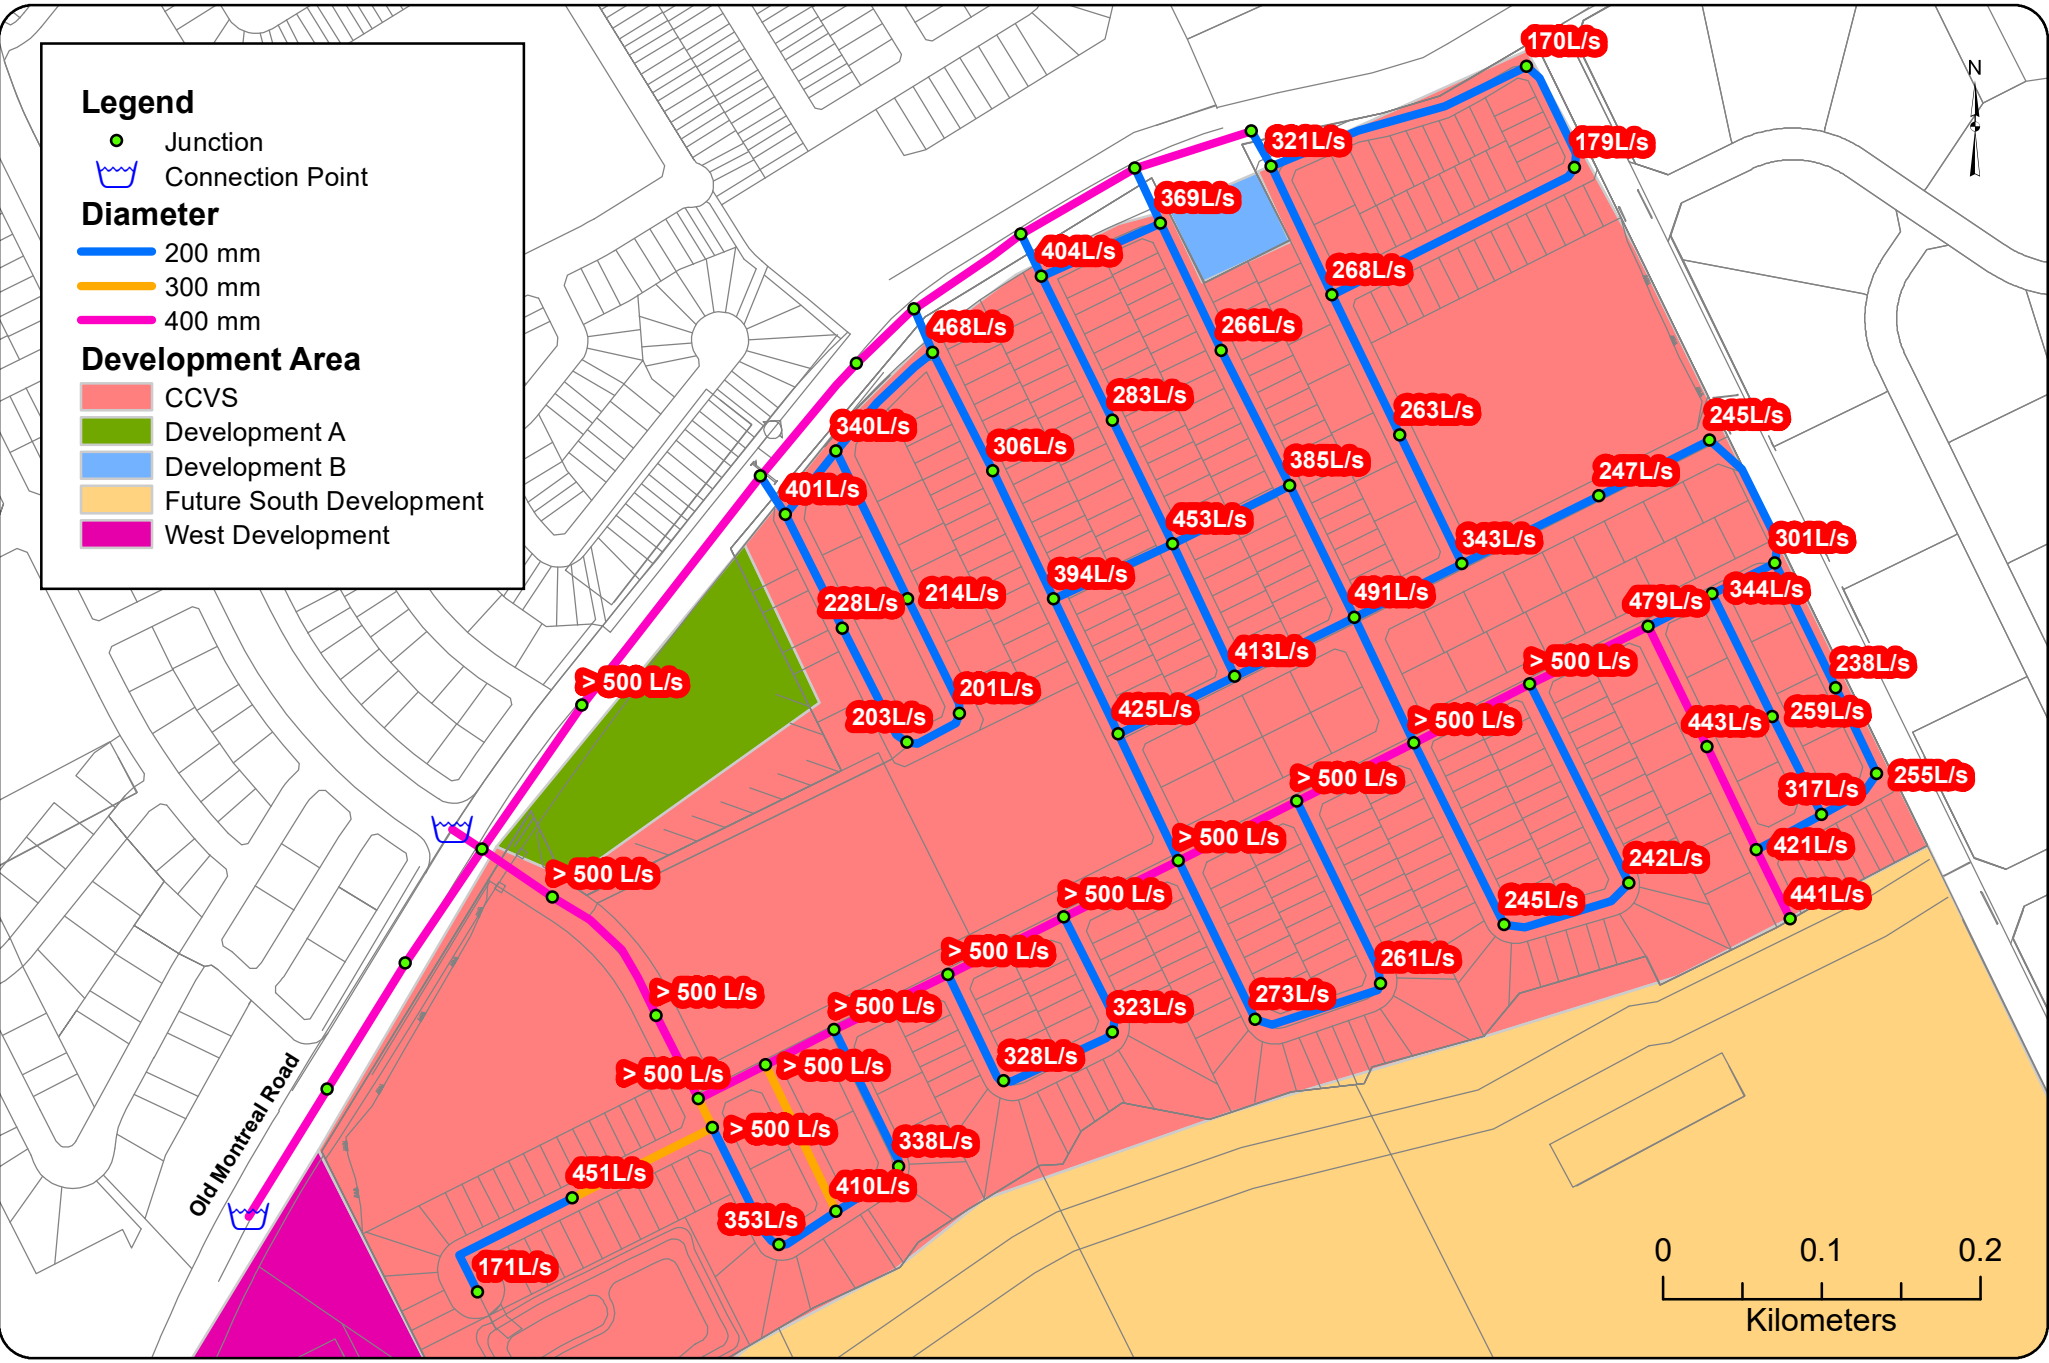 Legend
Junction
Connection Point
Diameter
200 mm
300 mm
400 mm
Development Area
CCVS
Development A
Development B
Future South Development
West Development
N
170L/s
321L/s
179L/s
369L/s
404L/s
268L/s
468L/s
266L/s
283L/s
263L/s
245L/s
340L/s
306L/s
385L/s
247L/s
401L/s
453L/s
343L/s
301L/s
394L/s
491L/s
344L/s
228L/s
214L/s
479L/s
413L/s
> 500 L/s
238L/s
> 500 L/s
201L/s
425L/s
259L/s
203L/s
> 500 L/s
443L/s
> 500 L/s
255L/s
317L/s
> 500 L/s
421L/s
242L/s
> 500 L/s
> 500 L/s
441L/s
245L/s
> 500 L/s
261L/s
> 500 L/s
273L/s
> 500 L/s
323L/s
328L/s
> 500 L/s
> 500 L/s
> 500 L/s
338L/s
451L/s
410L/s
353L/s
171L/s
Old Montreal Road
0 0.1 0.2
Kilometers